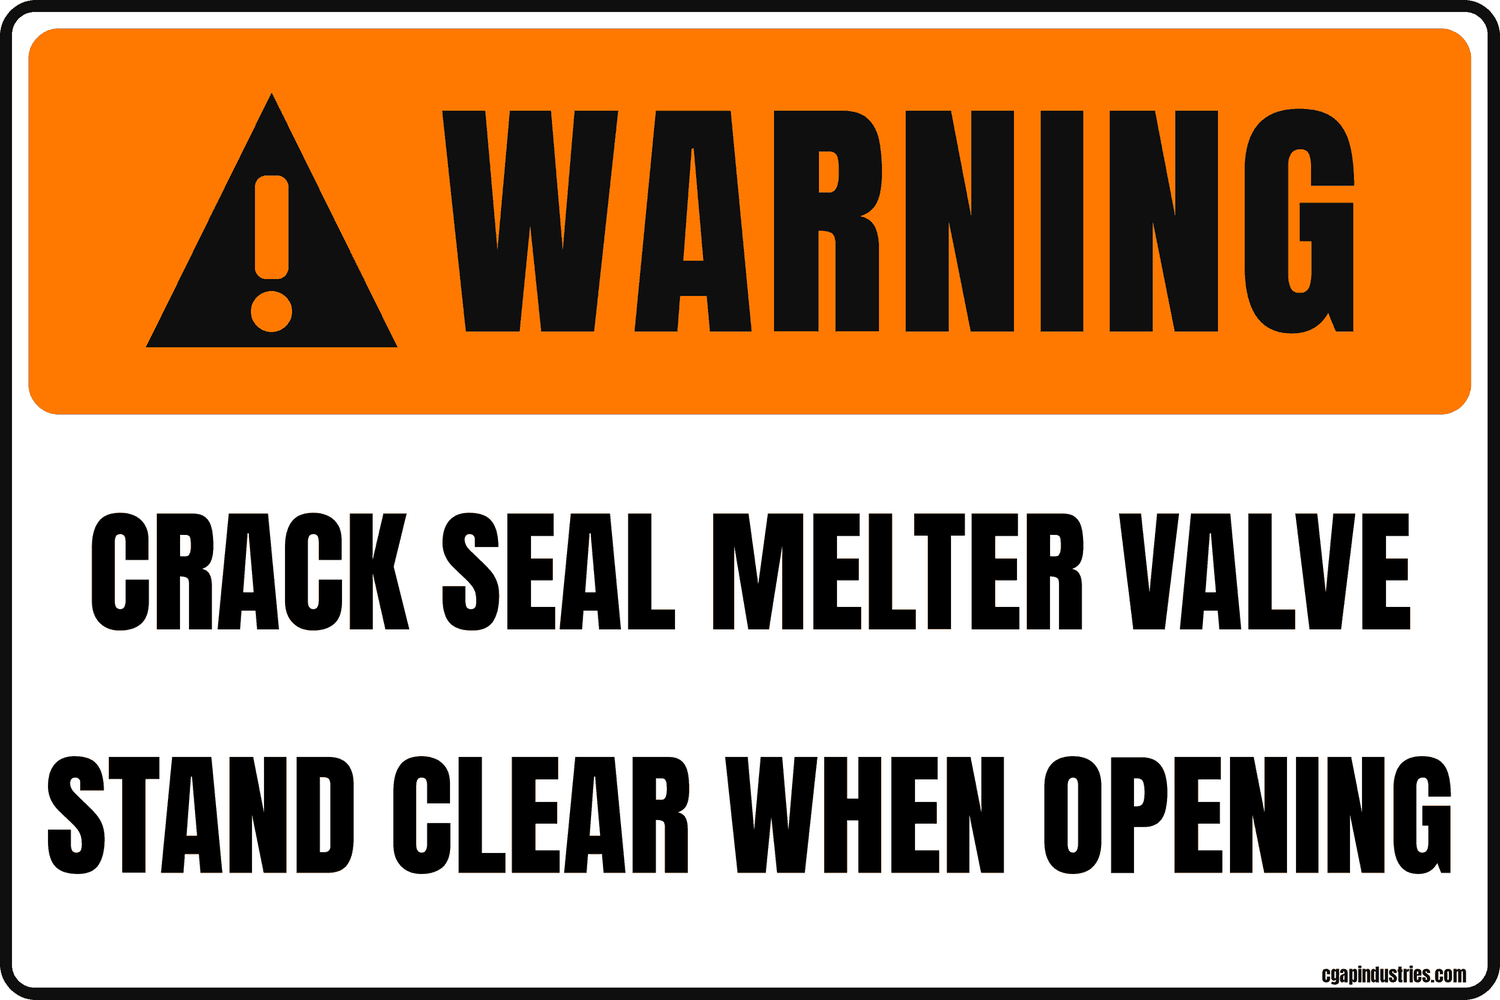 WARNING
CRACK SEAL MELTER VALVE
STAND CLEAR WHEN OPENING
cgapindustries.com